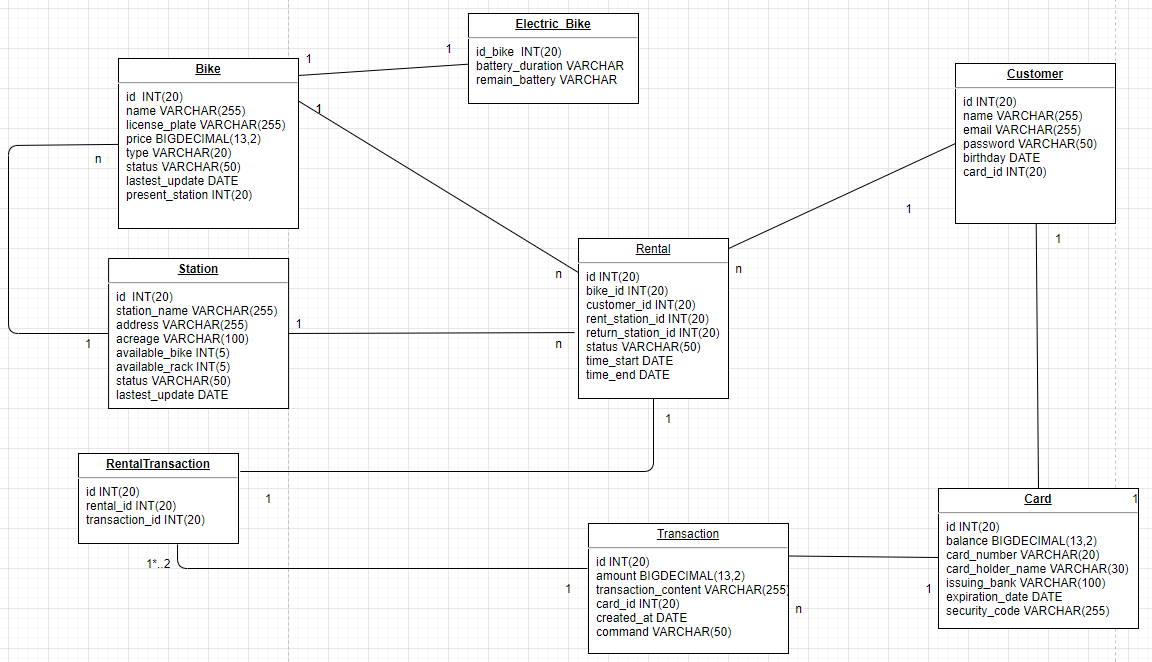 Electric_Bike
id_bike INT(20)
battery_duration VARCHAR
remain_battery VARCHAR
1
1
Bike
id INT(20)
name VARCHAR(255)
license_plate VARCHAR(255)
price BIGDECIMAL(13,2)
type VARCHAR(20)
status VARCHAR(50)
lastest_update DATE
present_station INT(20)
1
n
Customer
id INT(20)
name VARCHAR(255)
email VARCHAR(255)
password VARCHAR(50)
birthday DATE
card_id INT(20)
1
1
Rental
id INT(20)
bike_id INT(20)
customer_id INT(20)
rent_station_id INT(20)
return_station_id INT(20)
status VARCHAR(50)
time_start DATE
time_end DATE
n
n
n
1
Station
id INT(20)
station_name VARCHAR(255)
address VARCHAR(255)
acreage VARCHAR(100)
available_bike INT(5)
available_rack INT(5)
status VARCHAR(50)
lastest_update DATE
1
1
RentalTransaction
id INT(20)
rental_id INT(20)
transaction_id INT(20)
1
1*..2
Transaction
id INT(20)
amount BIGDECIMAL(13,2)
transaction_content VARCHAR(255)
card_id INT(20)
created_at DATE
command VARCHAR(50)
1
n
Card
1
id INT(20)
balance BIGDECIMAL(13,2)
card_number VARCHAR(20)
card_holder_name VARCHAR(30)
issuing_bank VARCHAR(100)
expiration_date DATE
security_code VARCHAR(255)
1